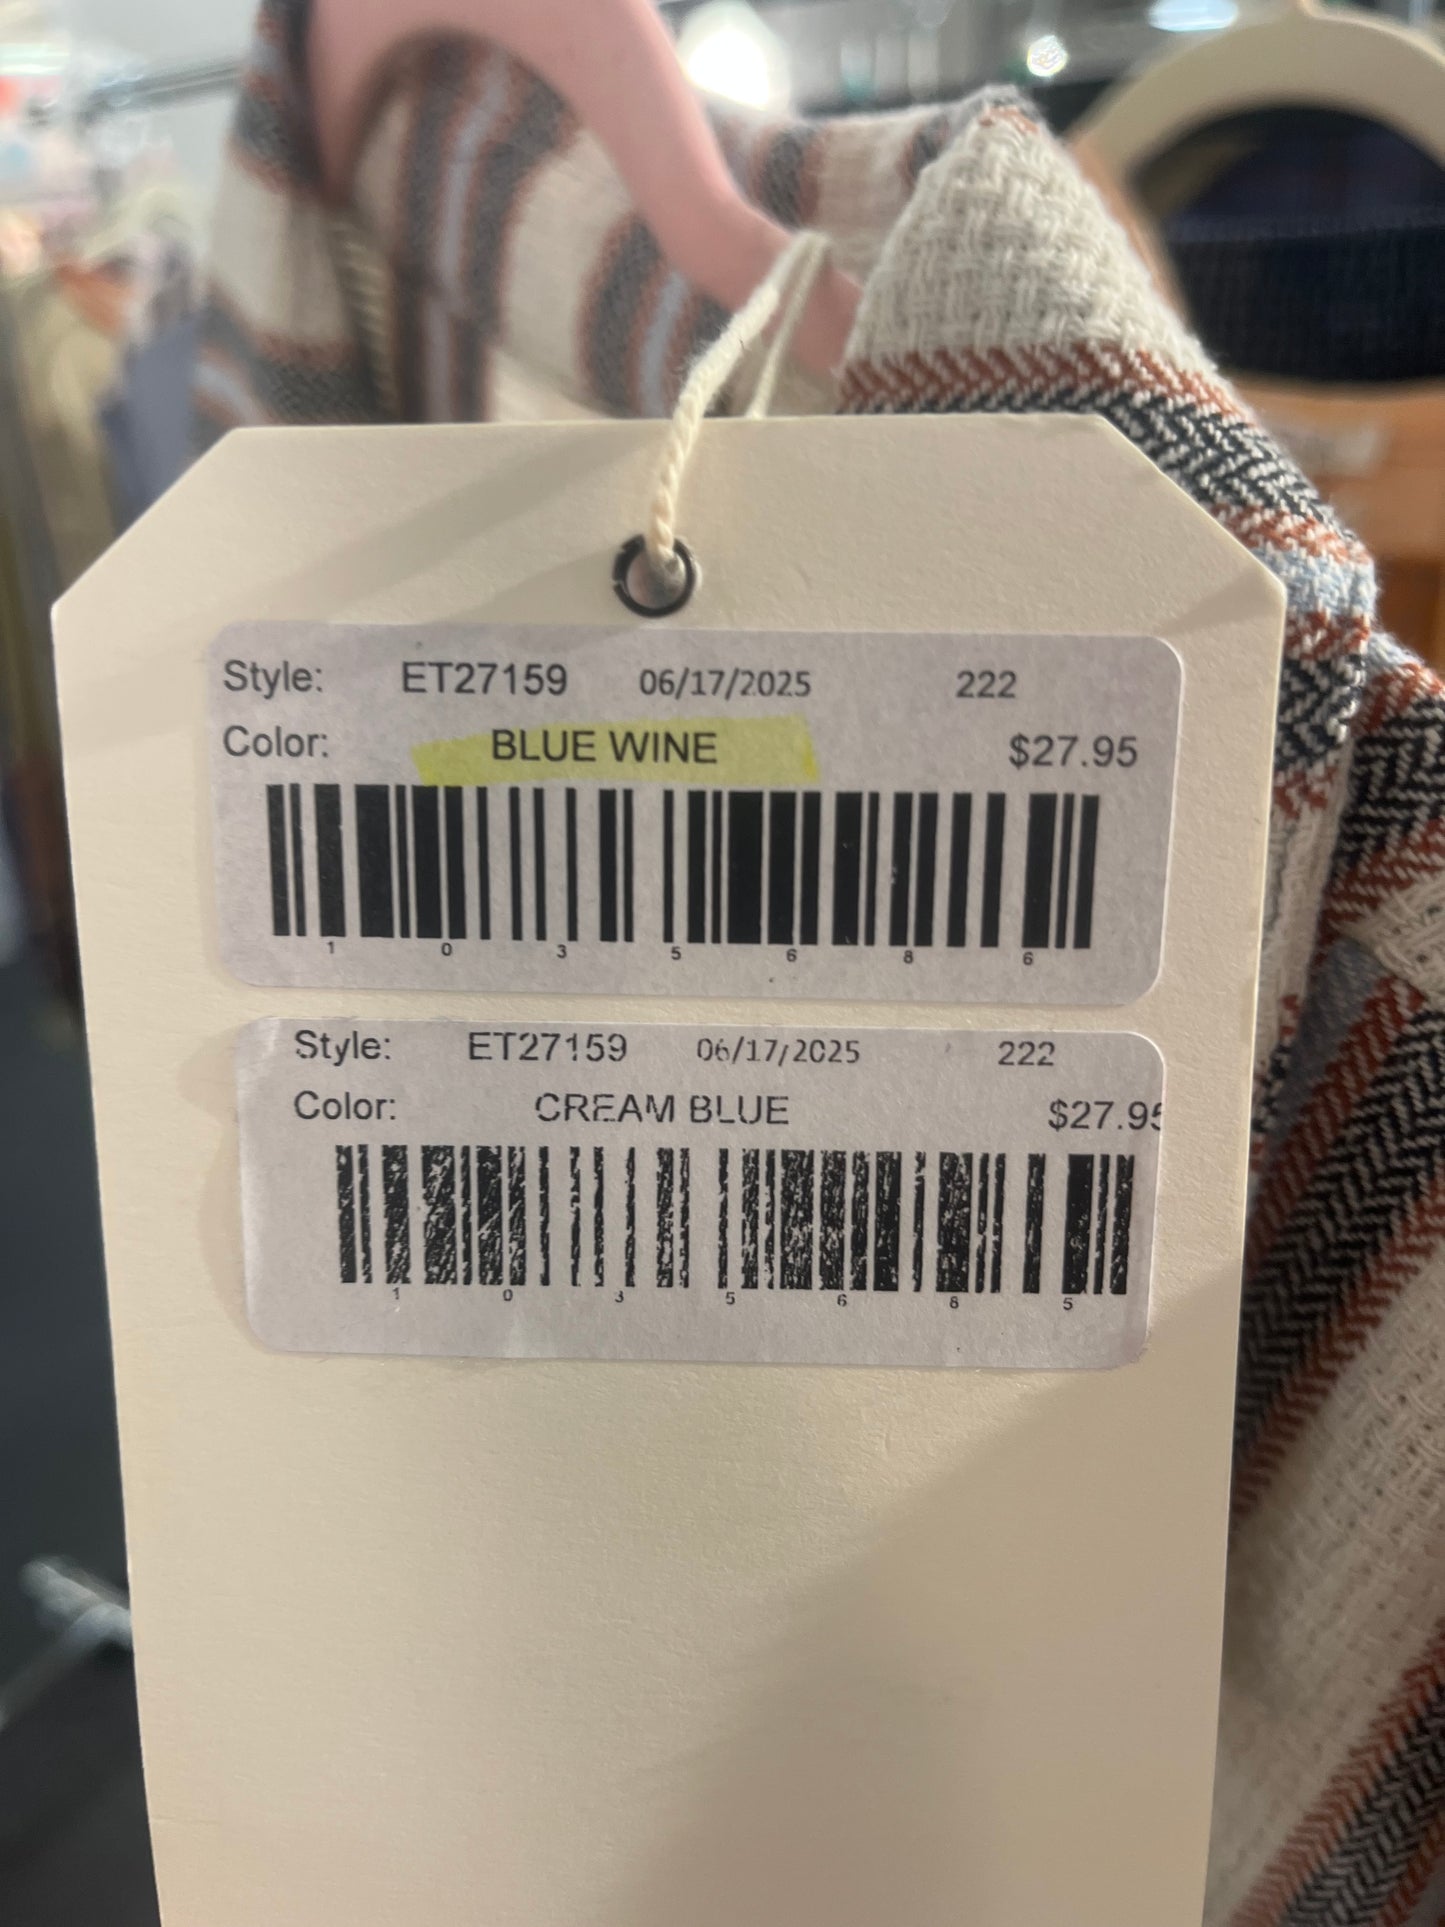 Style: ET27159 06/17/2025 222
Color: BLUE WINE $27.95
1 0 3 5 6 8 6
Style: ET27159 06/17/2025 222
Color: CREAM BLUE $27.95
1 0 3 5 6 8 5